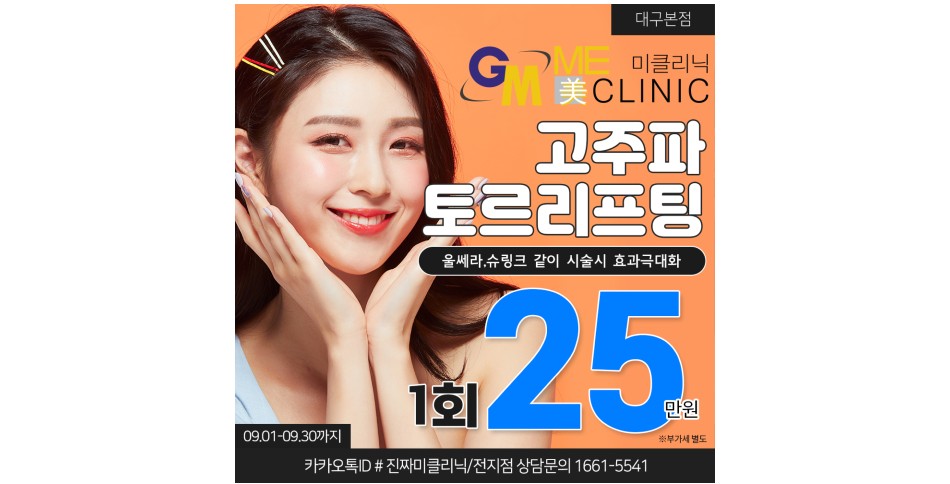 대구본점
GM ME 미클리닉
美 CLINIC
고주파
토르리프팅
울쎄라.슈링크 같이 시술시 효과극대화
1회 25만원
※부가세 별도
09.01-09.30까지
카카오톡ID # 진짜미클리닉/전지점 상담문의 1661-5541